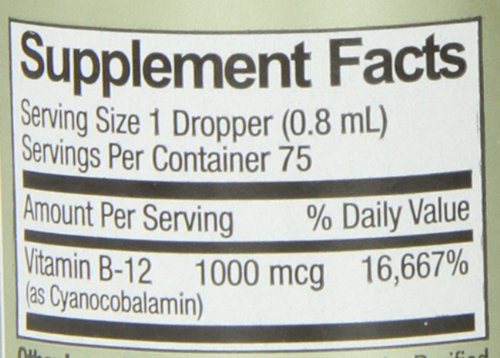 Supplement Facts
Serving Size 1 Dropper (0.8 mL)
Servings Per Container 75
Amount Per Serving % Daily Value
Vitamin B-12 1000 mcg 16,667%
(as Cyanocobalamin)